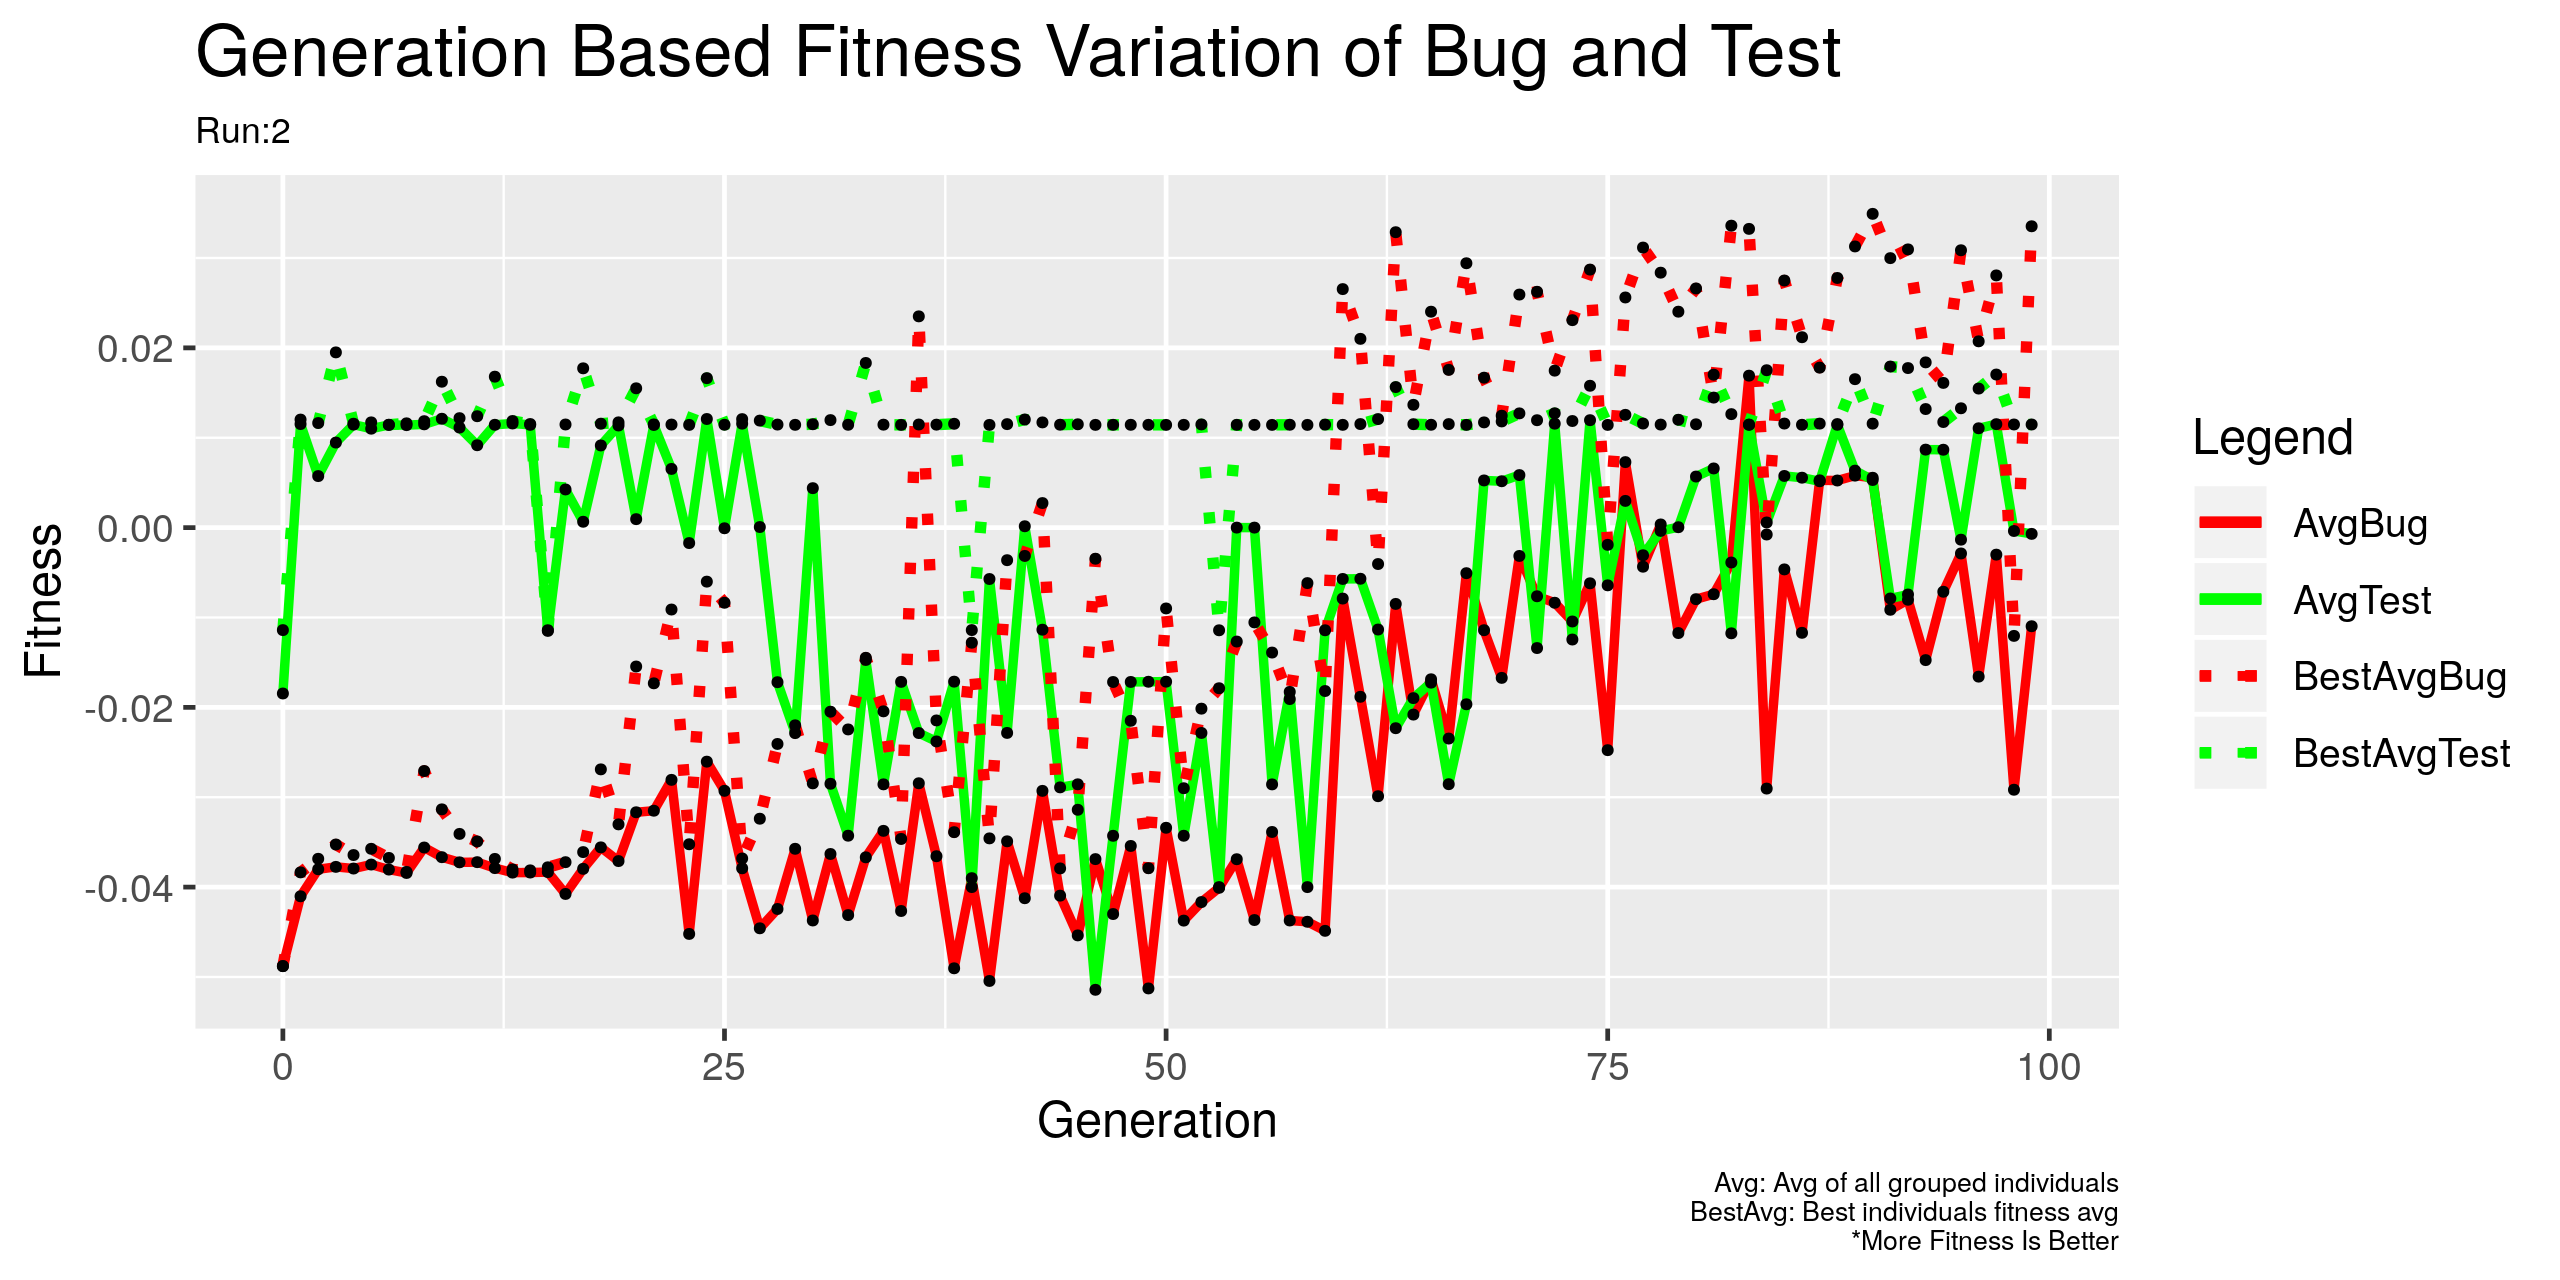 Generation Based Fitness Variation of Bug and Test
Run:2
Fitness
0.02
0.00
-0.02
-0.04
0
25
50
75
100
Generation
Legend
AvgBug
AvgTest
BestAvgBug
BestAvgTest
Avg: Avg of all grouped individuals
BestAvg: Best individuals fitness avg
*More Fitness Is Better